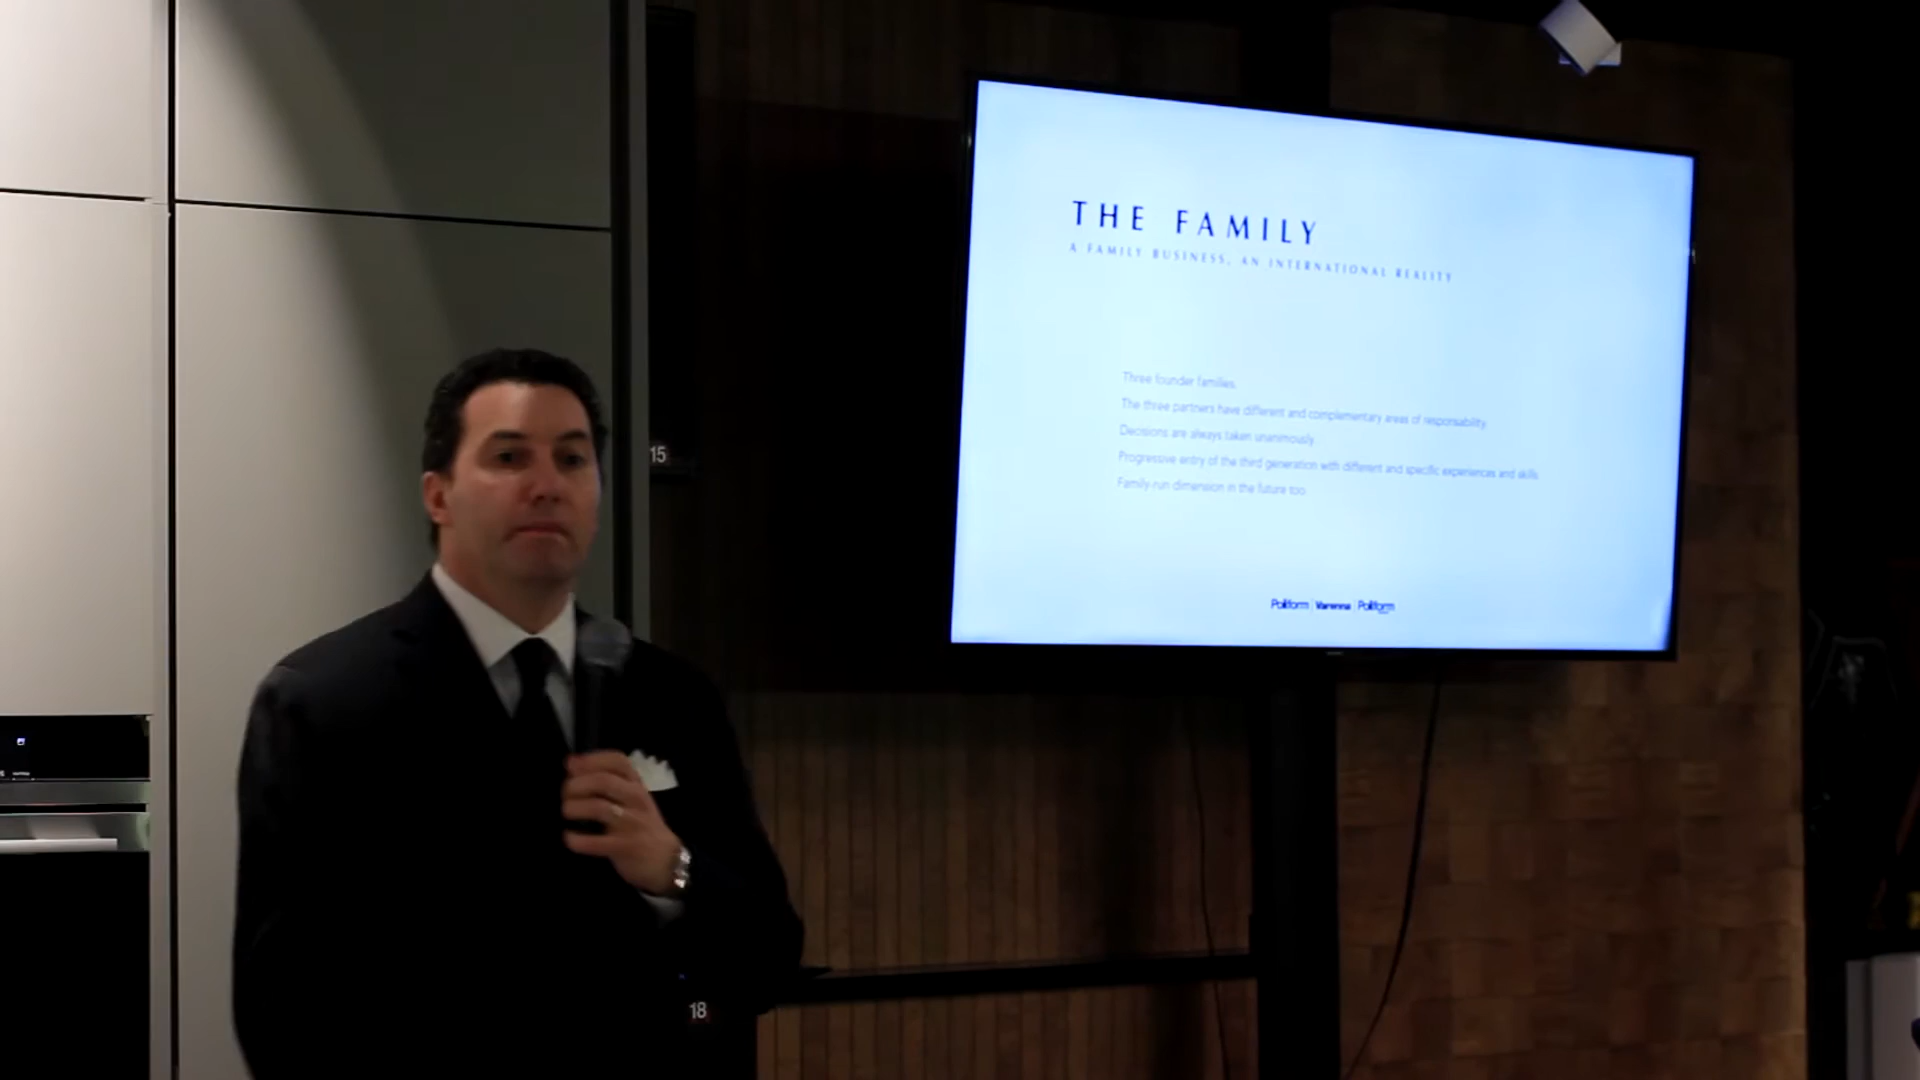 THE FAMILY
A FAMILY BUSINESS, AN INTERNATIONAL REALITY
Three founder families.
The three partners have different and complementary areas of responsability.
Decisions are always taken unanimously.
Progressive entry of the third generation with different and specific experiences and skills.
Family-run dimension in the future too.
Poliform | Varenna | Poliform
15
18